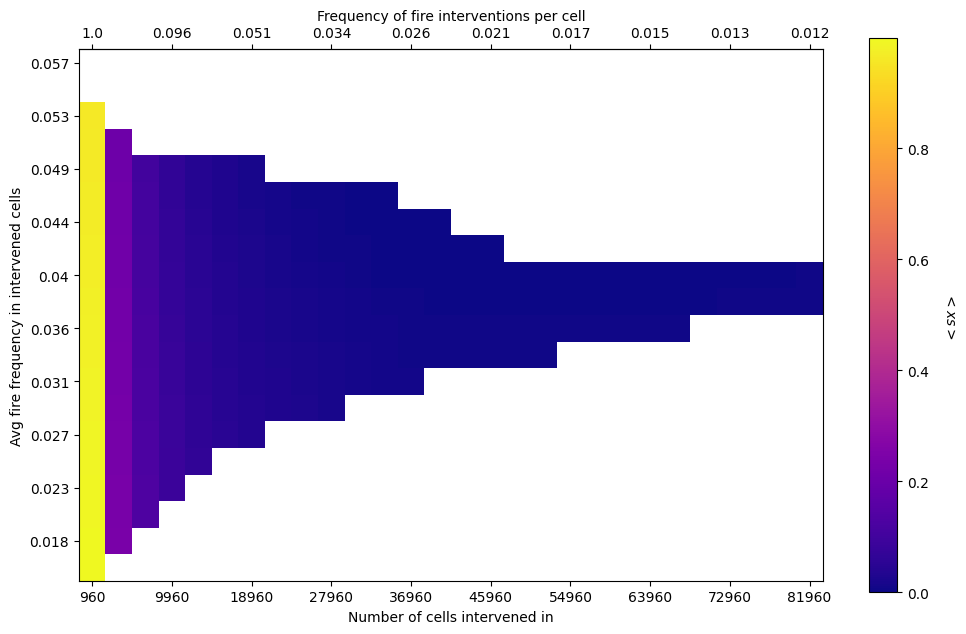 Frequency of fire interventions per cell
1.0 0.096 0.051 0.034 0.026 0.021 0.017 0.015 0.013 0.012
Avg fire frequency in intervened cells
0.057
0.053
0.049
0.044
0.04
0.036
0.031
0.027
0.023
0.018
960 9960 18960 27960 36960 45960 54960 63960 72960 81960
Number of cells intervened in
0.8
0.6
0.4
0.2
0.0
<xs>